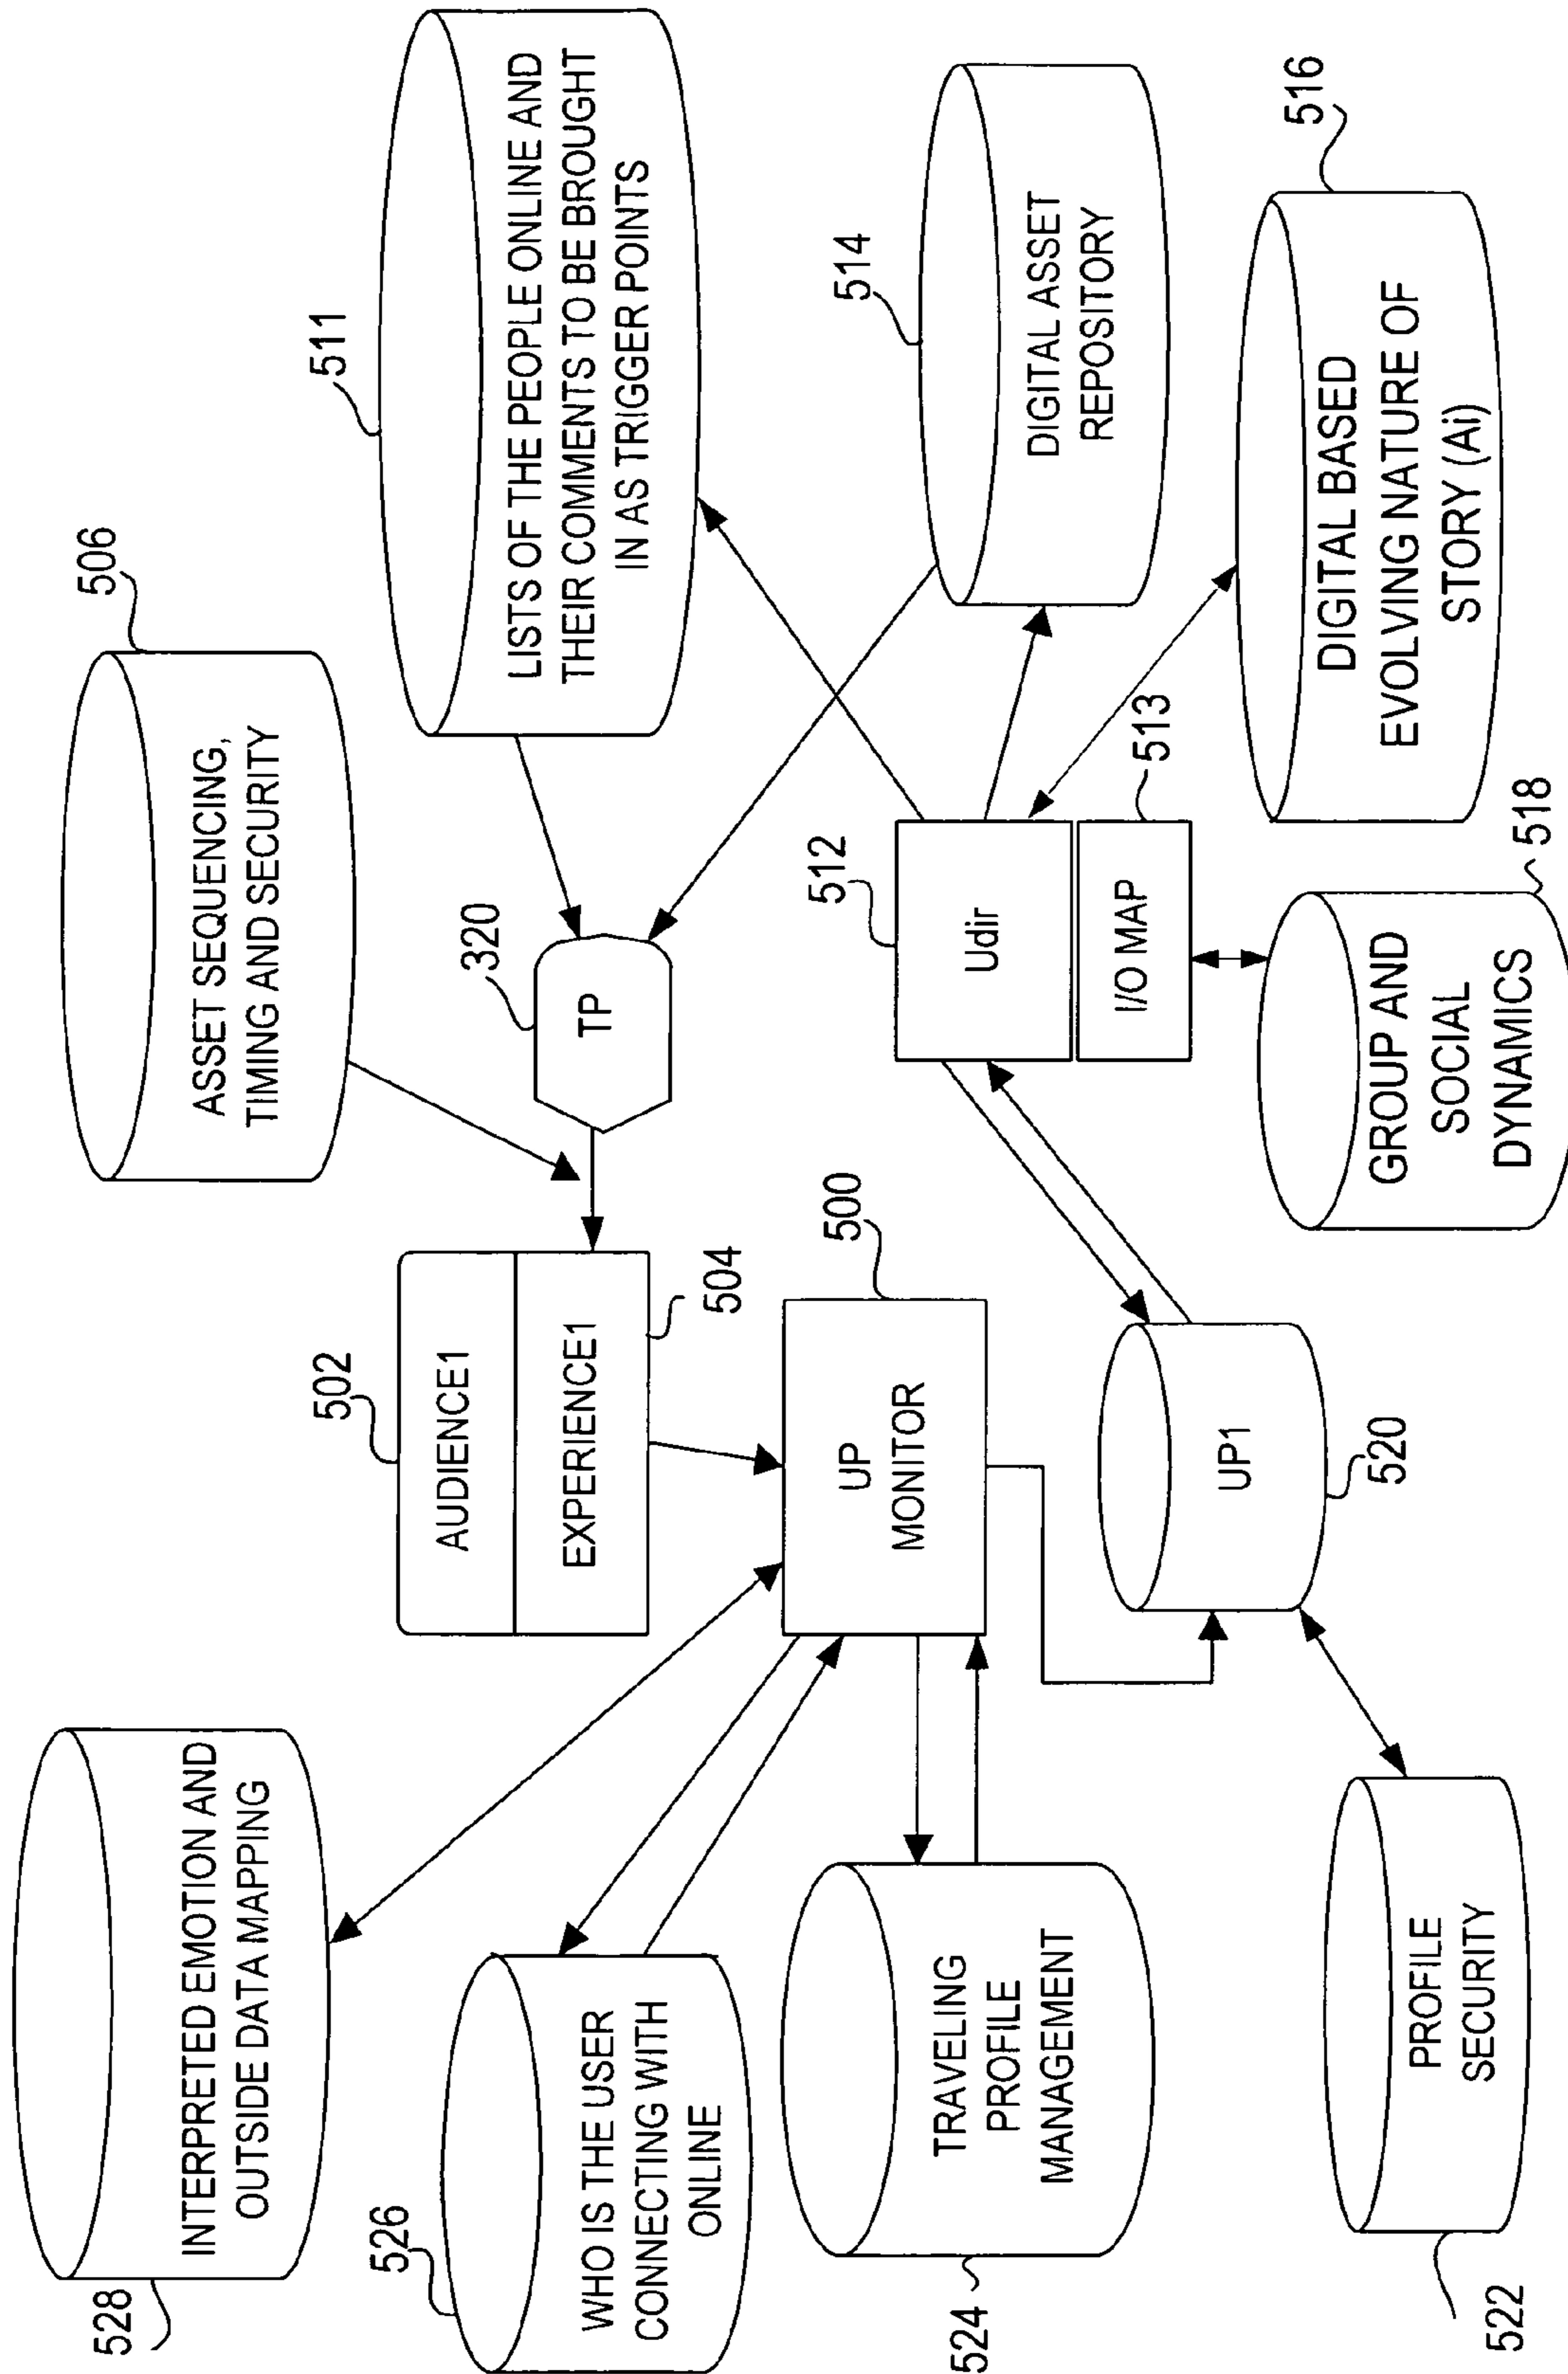 528
INTERPRETED EMOTION AND
OUTSIDE DATA MAPPING
502
AUDIENCE1
EXPERIENCE1
504
506
ASSET SEQUENCING,
TIMING AND SECURITY
511
LISTS OF THE PEOPLE ONLINE AND
THEIR COMMENTS TO BE BROUGHT
IN AS TRIGGER POINTS
320
TP
526
WHO IS THE USER
CONNECTING WITH
ONLINE
500
UP
MONITOR
512
Udir
I/O MAP
513
514
DIGITAL ASSET
REPOSITORY
524
TRAVELING
PROFILE
MANAGEMENT
UP1
520
522
PROFILE
SECURITY
GROUP AND
SOCIAL
DYNAMICS
518
516
DIGITAL BASED
EVOLVING NATURE OF
STORY (Ai)